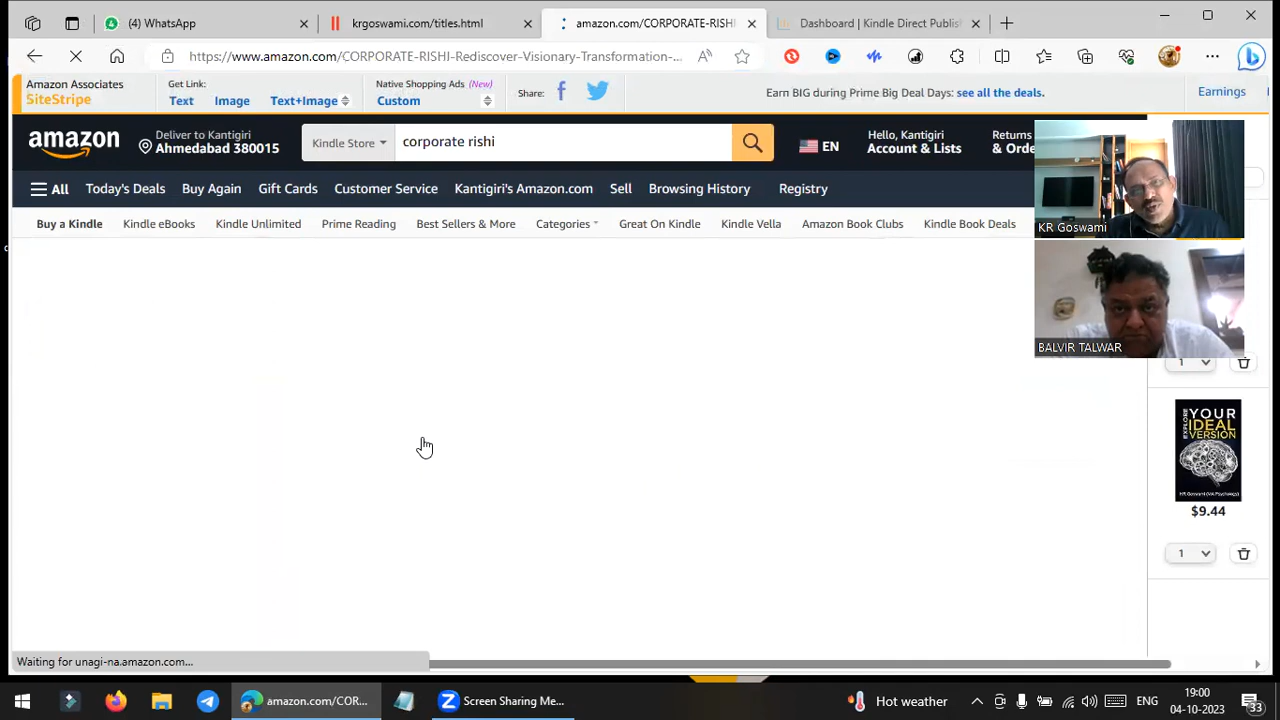 (4) WhatsApp
krgoswami.com/titles.html
amazon.com/CORPORATE-RISHI
Dashboard | Kindle Direct Publis
https://www.amazon.com/CORPORATE-RISHI-Rediscover-Visionary-Transformation-...
Amazon Associates
SiteStripe
Get Link:
Text
Image
Text+Image
Native Shopping Ads (New)
Custom
Share:
Earn BIG during Prime Big Deal Days: see all the deals.
Earnings
amazon
Deliver to Kantigiri
Ahmedabad 380015
Kindle Store
corporate rishi
EN
Hello, Kantigiri
Account & Lists
Returns
& Orde
All
Today's Deals
Buy Again
Gift Cards
Customer Service
Kantigiri's Amazon.com
Sell
Browsing History
Registry
Buy a Kindle
Kindle eBooks
Kindle Unlimited
Prime Reading
Best Sellers & More
Categories
Great On Kindle
Kindle Vella
Amazon Book Clubs
Kindle Book Deals
KR Goswami
BALVIR TALWAR
1
EXPLORE
YOUR
IDEAL
VERSION
KR Goswami (MA Psychology)
$9.44
1
Waiting for unagi-na.amazon.com...
amazon.com/COR...
Screen Sharing Me...
Hot weather
ENG
19:00
04-10-2023
33